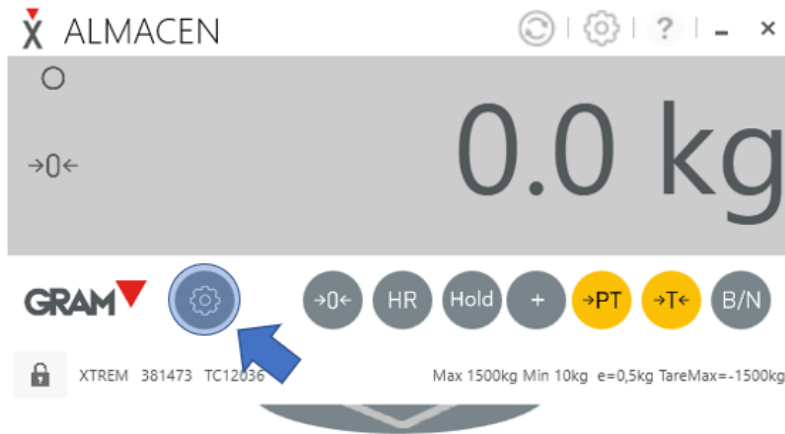 ALMACEN ?
0.0 kg
→0←
GRAM →0← HR Hold + →PT →T← B/N
XTREM 381473 TC12036 Max 1500kg Min 10kg e=0,5kg TareMax=-1500kg